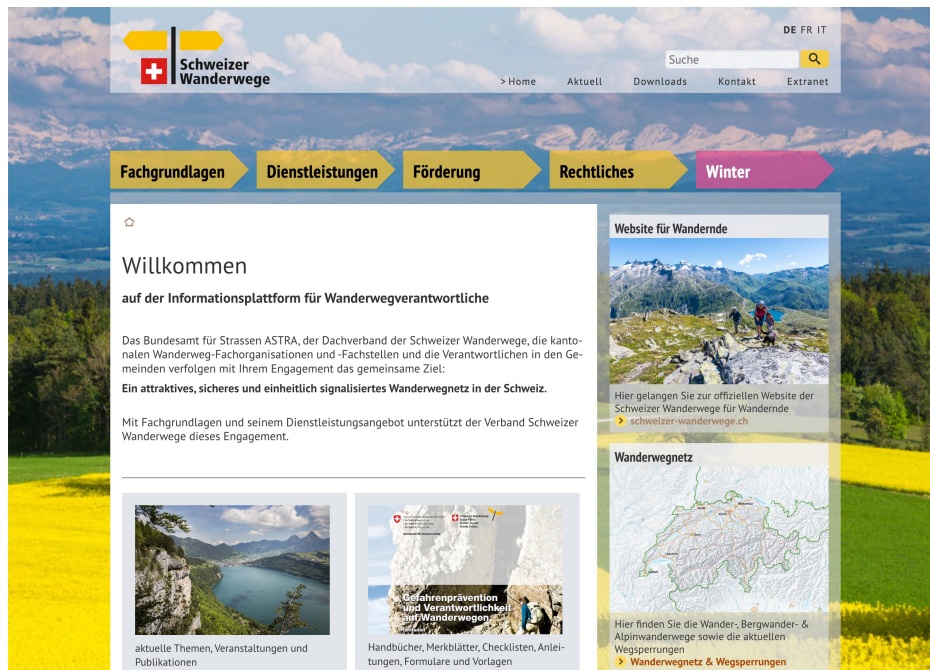 DE FR IT
Schweizer
Wanderwege
Suche
> Home Aktuell Downloads Kontakt Extranet
Fachgrundlagen Dienstleistungen Förderung Rechtliches Winter
Willkommen
auf der Informationsplattform für Wanderwegverantwortliche
Das Bundesamt für Strassen ASTRA, der Dachverband der Schweizer Wanderwege, die kanto-
nalen Wanderweg-Fachorganisationen und -Fachstellen und die Verantwortlichen in den Ge-
meinden verfolgen mit Ihrem Engagement das gemeinsame Ziel:
Ein attraktives, sicheres und einheitlich signalisiertes Wanderwegnetz in der Schweiz.
Mit Fachgrundlagen und seinem Dienstleistungsangebot unterstützt der Verband Schweizer
Wanderwege dieses Engagement.
aktuelle Themen, Veranstaltungen und
Publikationen
Gefahrenprävention
und Verantwortlichkeit
auf Wanderwegen
Handbücher, Merkblätter, Checklisten, Anlei-
tungen, Formulare und Vorlagen
Website für Wandernde
Hier gelangen Sie zur offiziellen Website der
Schweizer Wanderwege für Wandernde
schweizer-wanderwege.ch
Wanderwegnetz
Hier finden Sie die Wander-, Bergwander- &
Alpinwanderwege sowie die aktuellen
Wegsperrungen
Wanderwegnetz & Wegsperrungen